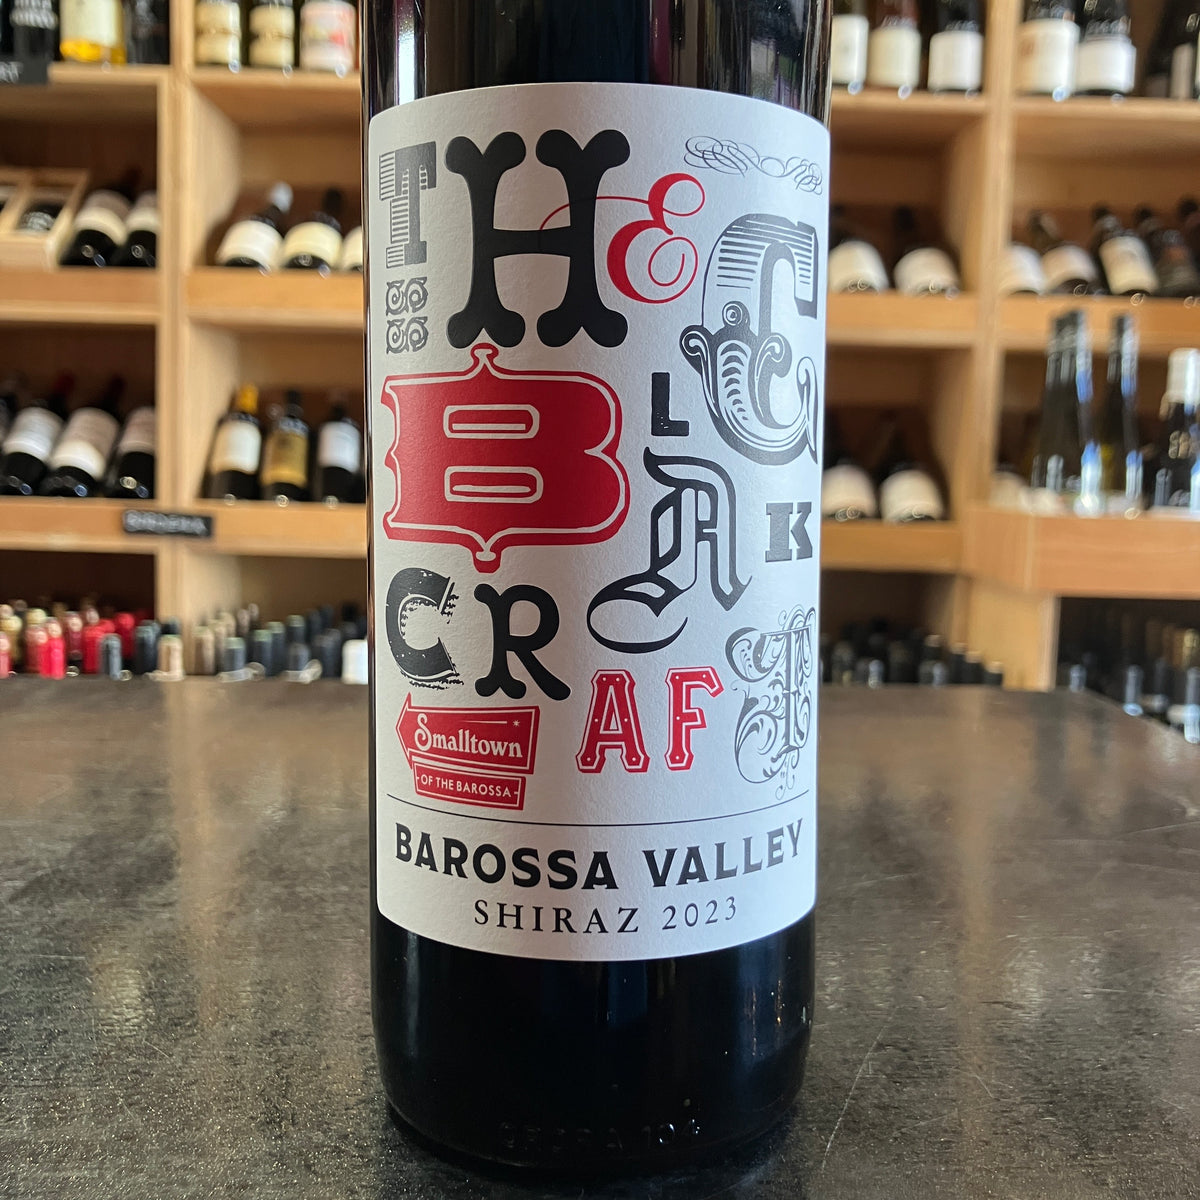 THE
BLACK
CRAFT
Smalltown
OF THE BAROSSA
BAROSSA VALLEY
SHIRAZ 2023